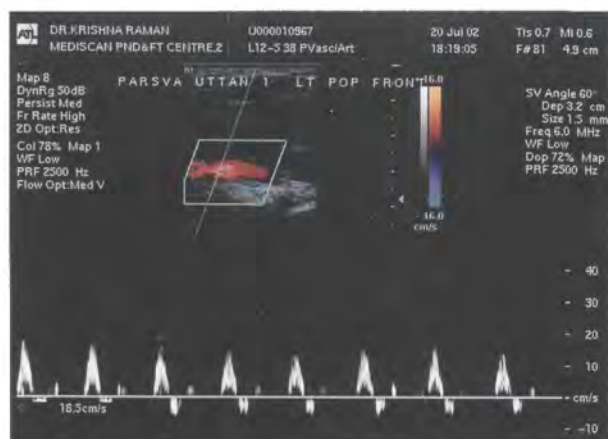 ATL
DR.KRISHNA RAMAN
MEDISCAN PND&FT CENTRE,2
U000010967
L12-5 38 PVasc/Art
20 Jul 02
18:19:05
TIs 0.7 MI 0.6
F#81 4.9 cm
Map 8
DynRg 50dB
Persist Med
Fr Rate High
2D Opt:Res
Col 78% Map 1
WF Low
PRF 2500 Hz
Flow Opt:Med V
PARSVA UTTAN 1 LT POP FRONT
16.0
16.0
cm/s
SV Angle 60°
Dep 3.2 cm
Size 1.5 mm
Freq 6.0 MHz
WF Low
Dop 72% Map
PRF 2500 Hz
- 40
- 30
- 20
- 10
- cm/s
- -10
18.5cm/s